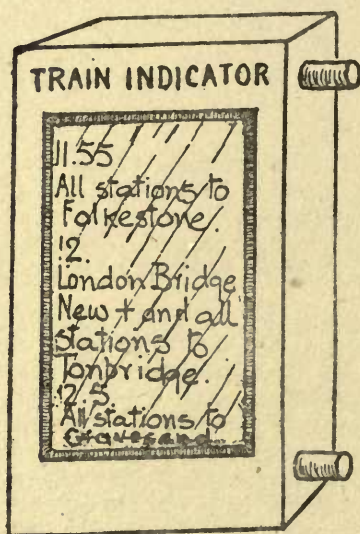 TRAIN INDICATOR
11.55
All stations to
Folkestone.
12.
London Bridge
New + and all
stations to
Tonbridge.
12.5
All stations to
Gravesend